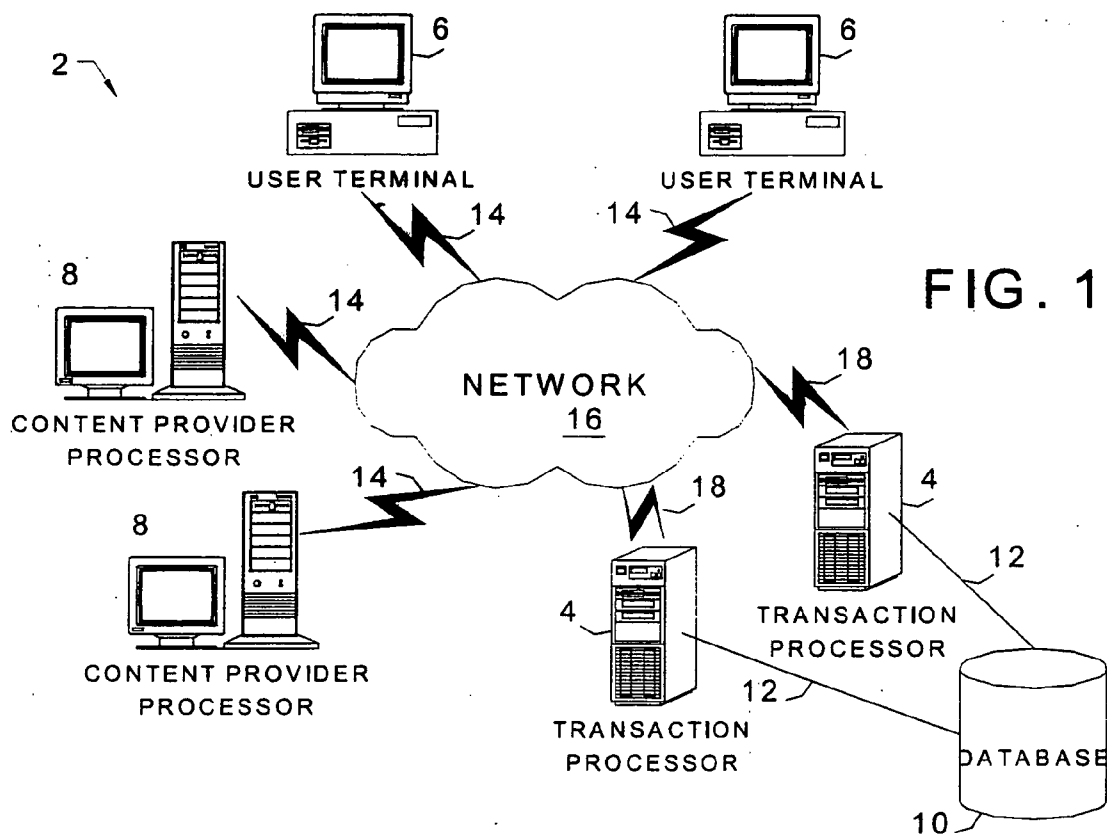 2
6
6
USER TERMINAL
USER TERMINAL
14
14
8
14
FIG. 1
NETWORK
16
18
CONTENT PROVIDER
PROCESSOR
14
18
4
8
12
4
TRANSACTION
PROCESSOR
CONTENT PROVIDER
PROCESSOR
12
TRANSACTION
PROCESSOR
DATABASE
10